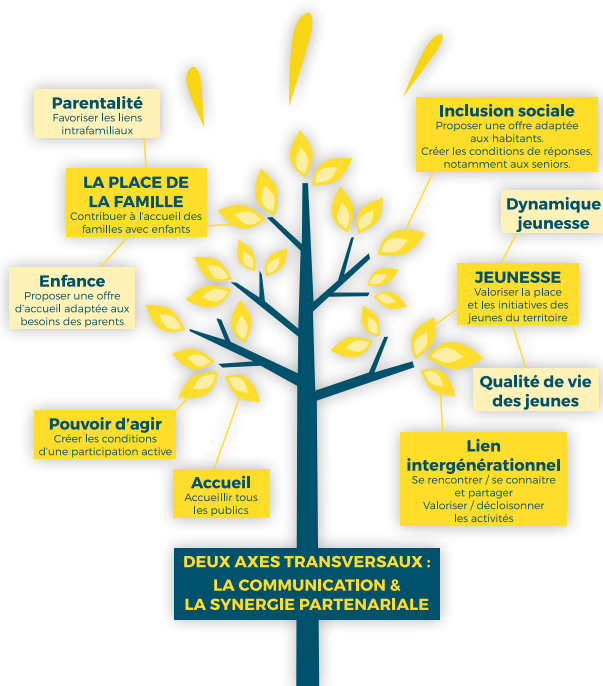 Parentalité
Favoriser les liens
intrafamiliaux
LA PLACE DE
LA FAMILLE
Contribuer à l'accueil des
familles avec enfants
Enfance
Proposer une offre
d'accueil adaptée aux
besoins des parents
Pouvoir d'agir
Créer les conditions
d'une participation active
Accueil
Accueillir tous
les publics
Inclusion sociale
Proposer une offre adaptée
aux habitants.
Créer les conditions de réponses,
notamment aux seniors.
Dynamique
jeunesse
JEUNESSE
Valoriser la place
et les initiatives des
jeunes du territoire
Qualité de vie
des jeunes
Lien
intergénérationnel
Se rencontrer / se connaitre
et partager
Valoriser / décloisonner
les activités
DEUX AXES TRANSVERSAUX :
LA COMMUNICATION &
LA SYNERGIE PARTENARIALE